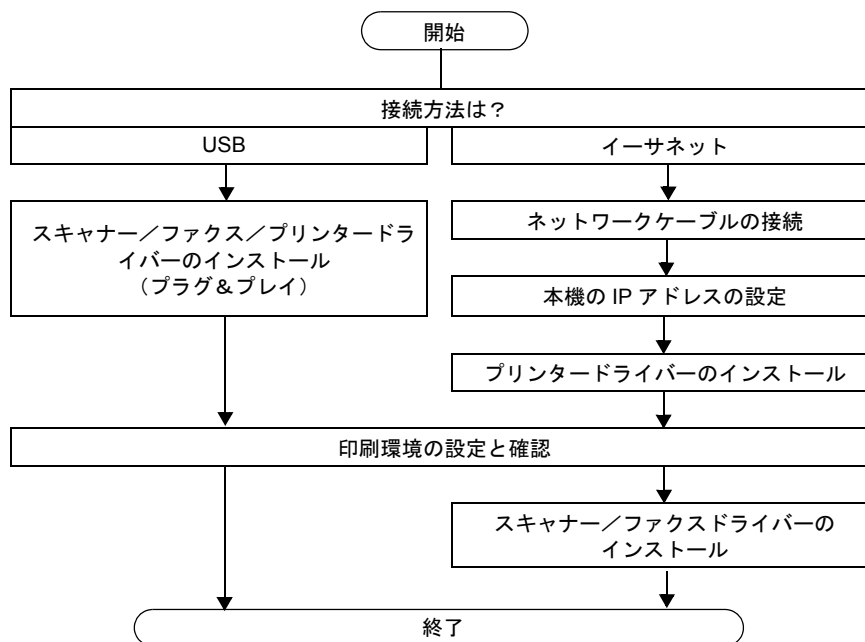 開始
接続方法は？
USB
イーサネット
スキャナー／ファクス／プリンタードラ
イバーのインストール
（プラグ＆プレイ）
ネットワークケーブルの接続
本機の IP アドレスの設定
プリンタードライバーのインストール
印刷環境の設定と確認
スキャナー／ファクスドライバーの
インストール
終了